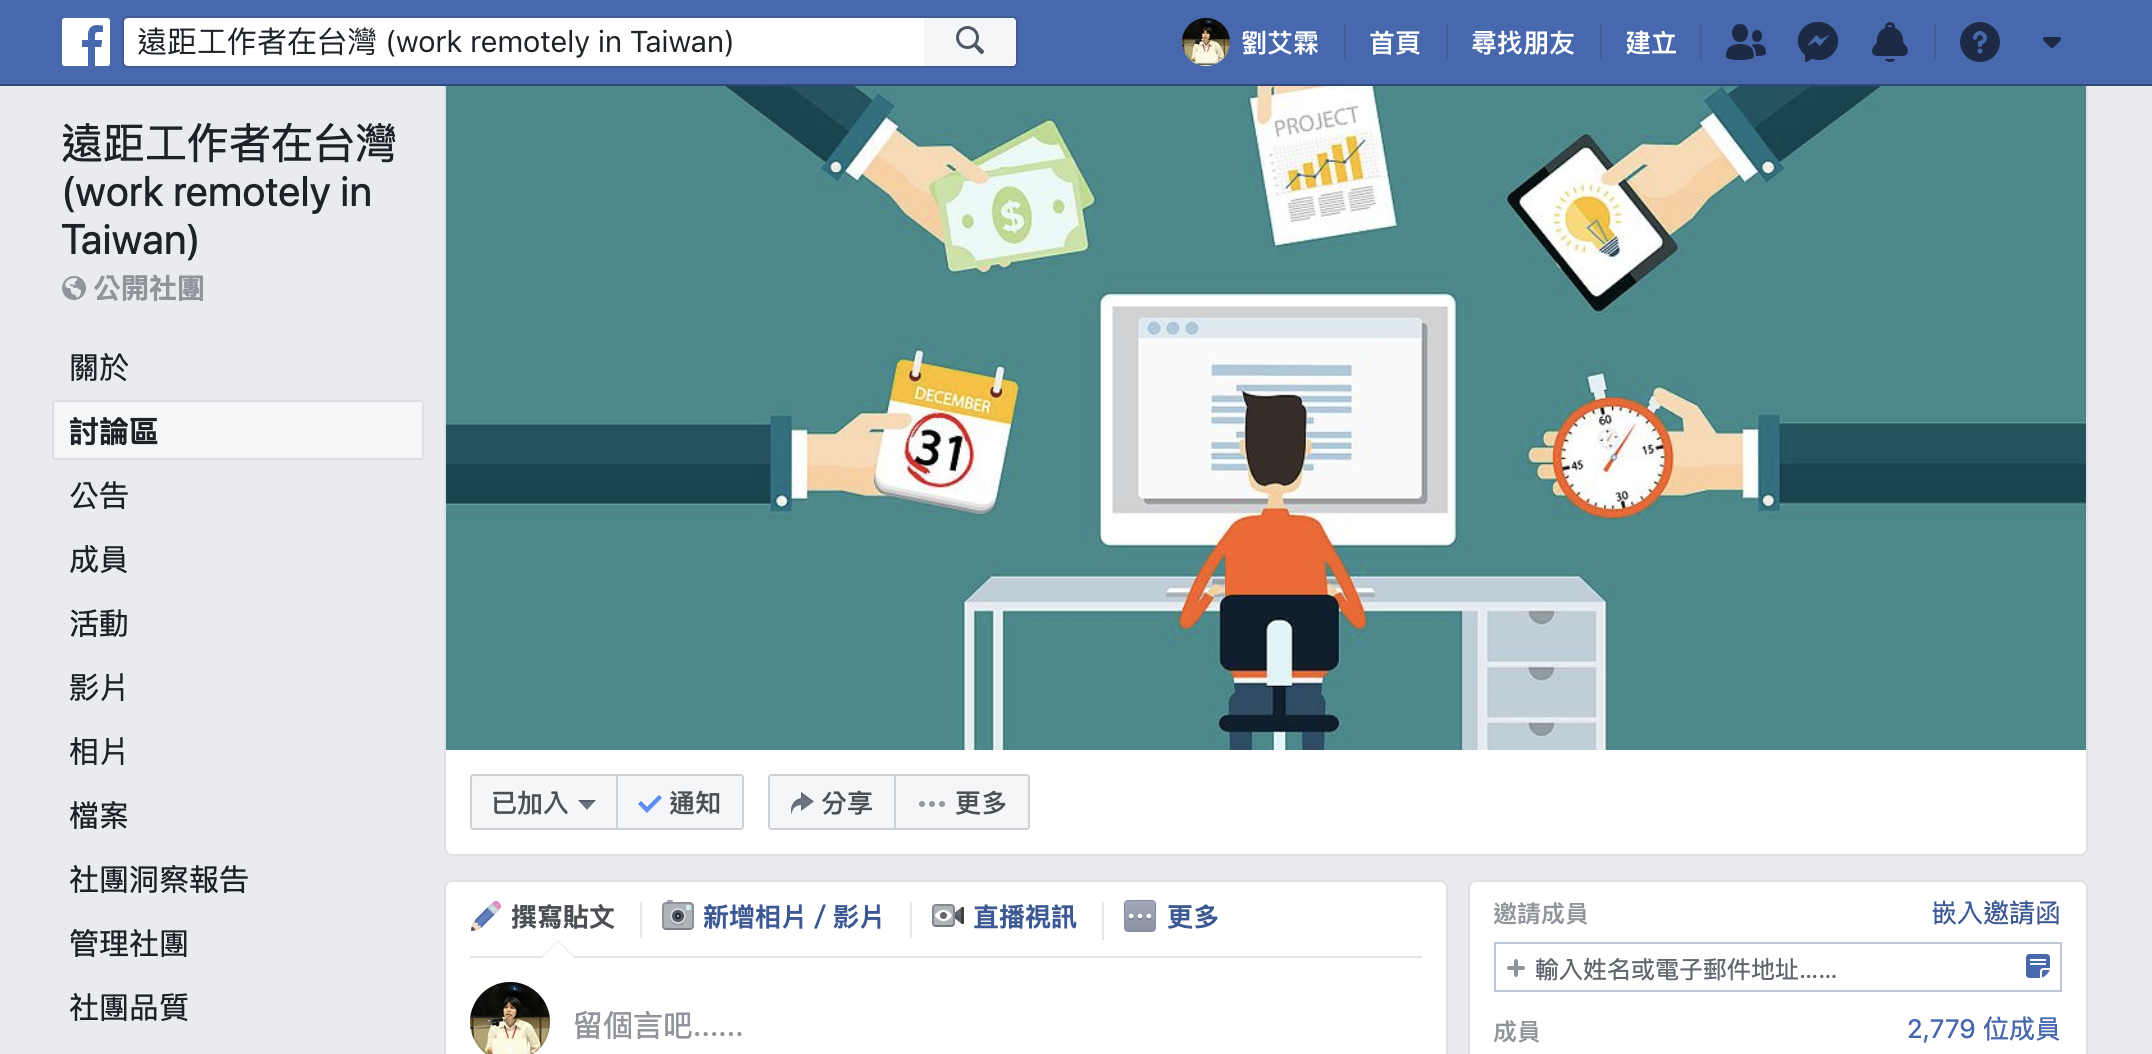 遠距工作者在台灣 (work remotely in Taiwan)
劉艾霖
首頁
尋找朋友
建立
遠距工作者在台灣
(work remotely in
Taiwan)
公開社團
關於
討論區
公告
成員
活動
影片
相片
檔案
社團洞察報告
管理社團
社團品質
PROJECT
DECEMBER
31
60
15
30
45
已加入
通知
分享
更多
撰寫貼文
新增相片 / 影片
直播視訊
更多
留個言吧......
邀請成員
嵌入邀請函
輸入姓名或電子郵件地址......
成員
2,779 位成員